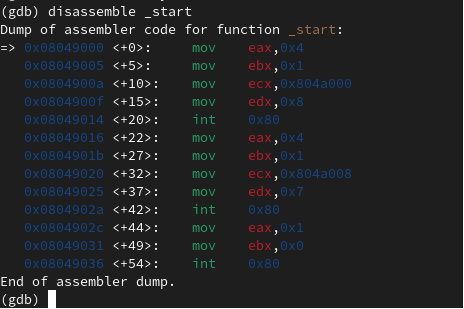 (gdb) disassemble _start
Dump of assembler code for function _start:
=> 0x08049000 <+0>:     mov    eax,0x4
   0x08049005 <+5>:     mov    ebx,0x1
   0x0804900a <+10>:    mov    ecx,0x804a000
   0x0804900f <+15>:    mov    edx,0x8
   0x08049014 <+20>:    int    0x80
   0x08049016 <+22>:    mov    eax,0x4
   0x0804901b <+27>:    mov    ebx,0x1
   0x08049020 <+32>:    mov    ecx,0x804a008
   0x08049025 <+37>:    mov    edx,0x7
   0x0804902a <+42>:    int    0x80
   0x0804902c <+44>:    mov    eax,0x1
   0x08049031 <+49>:    mov    ebx,0x0
   0x08049036 <+54>:    int    0x80
End of assembler dump.
(gdb)